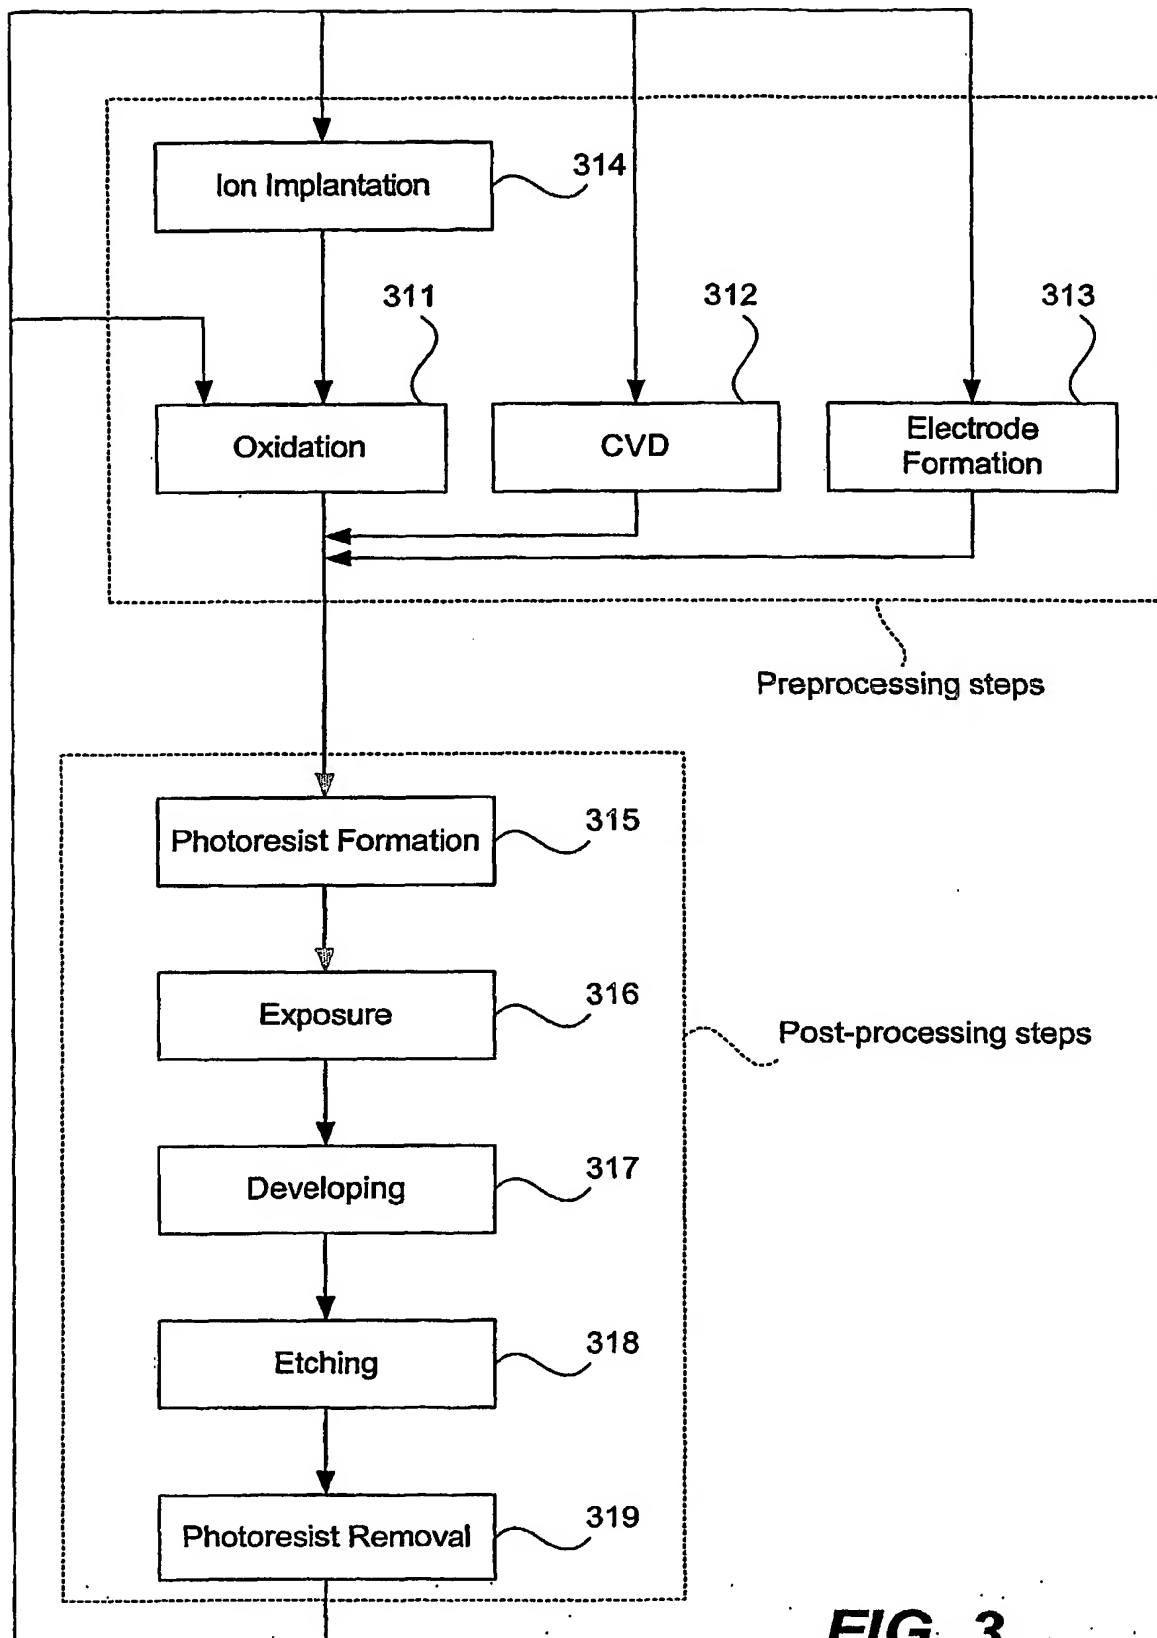 Ion Implantation
314
311
312
313
Oxidation
CVD
Electrode
Formation
Preprocessing steps
Photoresist Formation
315
Exposure
316
Post-processing steps
Developing
317
Etching
318
Photoresist Removal
319
FIG. 3